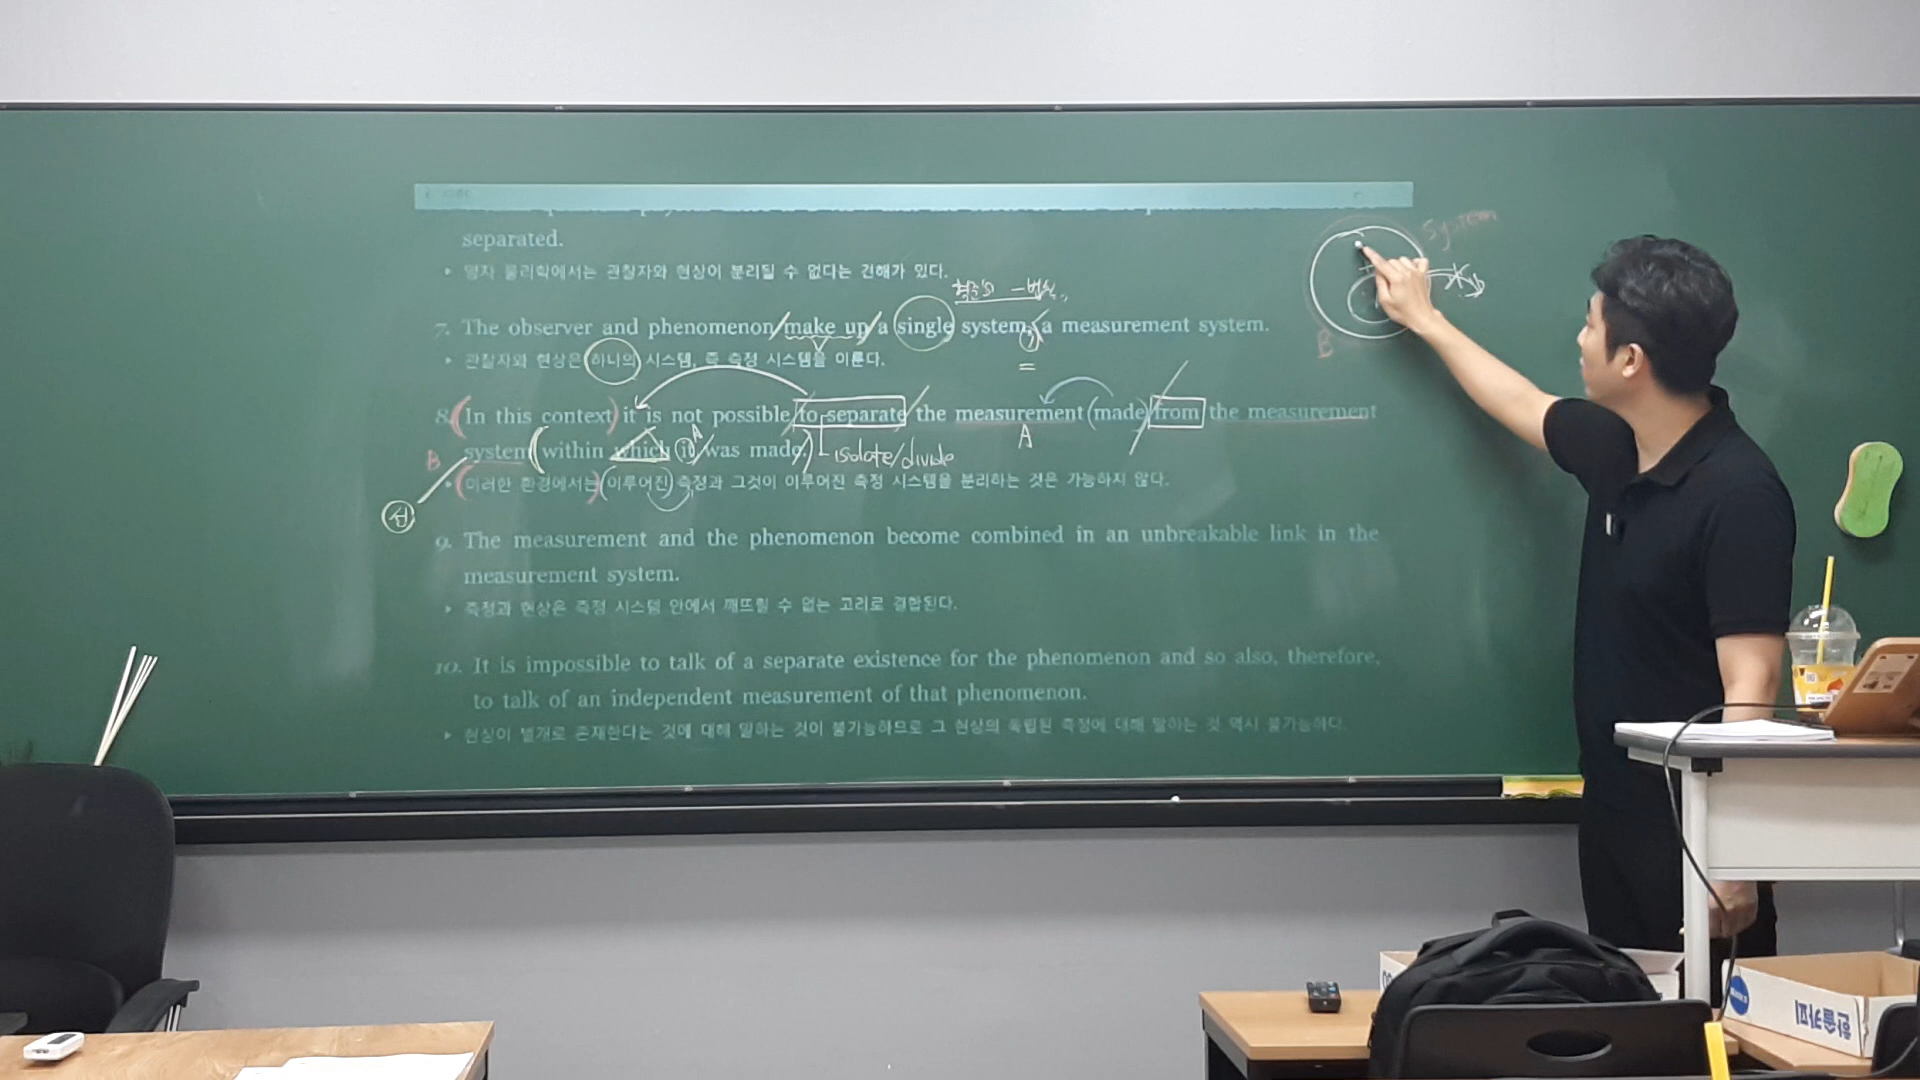 separated.
▸ 양자 물리학에서는 관찰자와 현상이 분리될 수 없다는 견해가 있다.
7. The observer and phenomenon make up a single system, a measurement system.
▸ 관찰자와 현상은 하나의 시스템, 즉 측정 시스템을 이룬다.
=
8. In this context it is not possible to separate the measurement (made) from the measurement
A
A
B system (within which it was made.)
isolate/divide
▸ (이러한 환경에서는) (이루어진) 측정과 그것이 이루어진 측정 시스템을 분리하는 것은 가능하지 않다.
9. The measurement and the phenomenon become combined in an unbreakable link in the
measurement system.
▸ 측정과 현상은 측정 시스템 안에서 깨뜨릴 수 없는 고리로 결합된다.
10. It is impossible to talk of a separate existence for the phenomenon and so also, therefore,
to talk of an independent measurement of that phenomenon.
▸ 현상이 별개로 존재한다는 것에 대해 말하는 것이 불가능하므로 그 현상의 독립된 측정에 대해 말하는 것 역시 불가능하다.
System
B
한솔카피